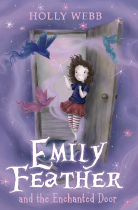 HOLLY WEBB
EMILY
FEATHER
and the Enchanted Door